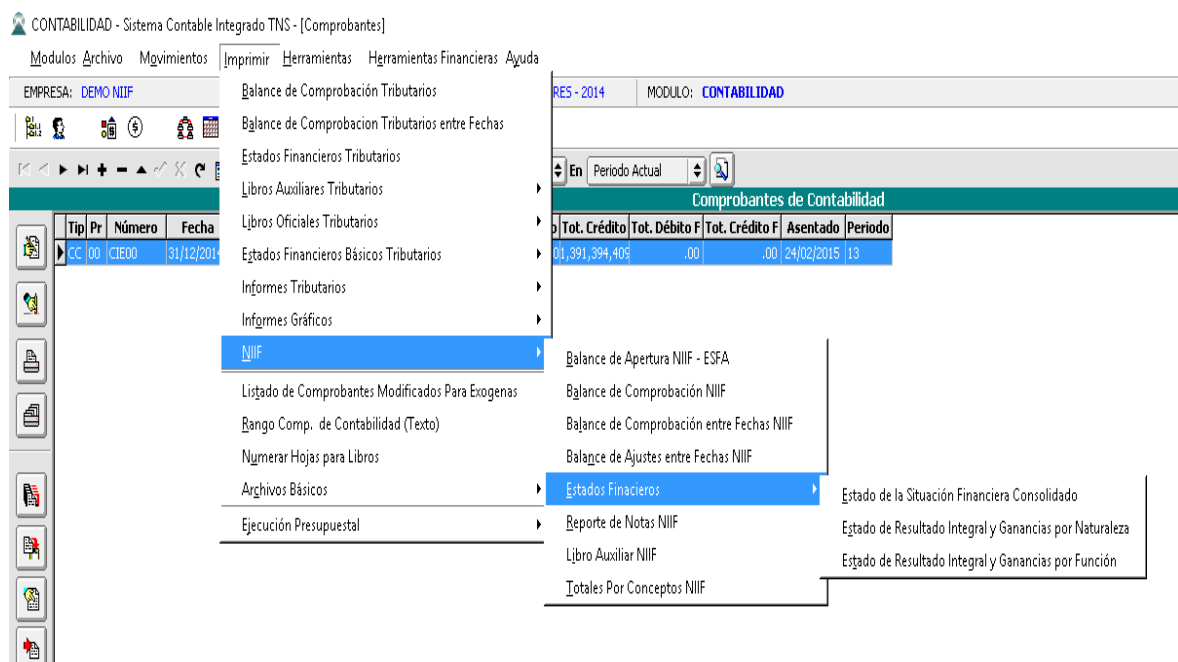 CONTABILIDAD - Sistema Contable Integrado TNS - [Comprobantes]
Modulos Archivo Movimientos Imprimir Herramientas Herramientas Financieras Ayuda
EMPRESA: DEMO NIIF RES - 2014 MODULO: CONTABILIDAD
En Periodo Actual
Comprobantes de Contabilidad
Tip Pr Número Fecha o Tot. Crédito Tot. Débito F Tot. Crédito F Asentado Periodo
CC 00 CIE00 31/12/2014 01,391,394,409 .00 .00 24/02/2015 13
Balance de Comprobación Tributarios
Balance de Comprobacion Tributarios entre Fechas
Estados Financieros Tributarios
Libros Auxiliares Tributarios
Libros Oficiales Tributarios
Estados Financieros Básicos Tributarios
Informes Tributarios
Informes Gráficos
NIIF
Listado de Comprobantes Modificados Para Exogenas
Rango Comp. de Contabilidad (Texto)
Numerar Hojas para Libros
Archivos Básicos
Ejecución Presupuestal
Balance de Apertura NIIF - ESFA
Balance de Comprobación NIIF
Balance de Comprobación entre Fechas NIIF
Balance de Ajustes entre Fechas NIIF
Estados Finacieros
Reporte de Notas NIIF
Libro Auxiliar NIIF
Totales Por Conceptos NIIF
Estado de la Situación Financiera Consolidado
Estado de Resultado Integral y Ganancias por Naturaleza
Estado de Resultado Integral y Ganancias por Función